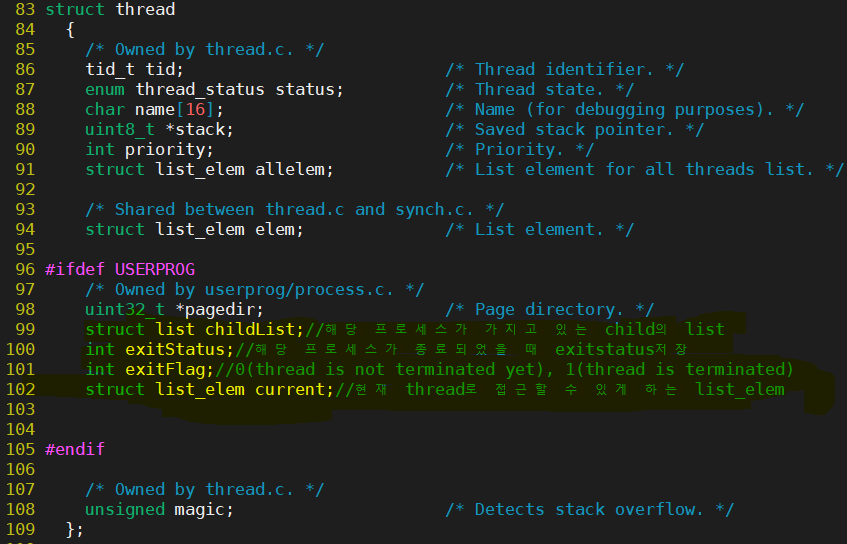 83 struct thread
84 {
85 /* Owned by thread.c. */
86 tid_t tid; /* Thread identifier. */
87 enum thread_status status; /* Thread state. */
88 char name[16]; /* Name (for debugging purposes). */
89 uint8_t *stack; /* Saved stack pointer. */
90 int priority; /* Priority. */
91 struct list_elem allelem; /* List element for all threads list. */
92
93 /* Shared between thread.c and synch.c. */
94 struct list_elem elem; /* List element. */
95
96 #ifdef USERPROG
97 /* Owned by userprog/process.c. */
98 uint32_t *pagedir; /* Page directory. */
99 struct list childList;//해당 프로세스가 가지고 있는 child의 list
100 int exitStatus;//해당 프로세스가 종료되었을 때 exitstatus저장
101 int exitFlag;//0(thread is not terminated yet), 1(thread is terminated)
102 struct list_elem current;//현재 thread로 접근할 수 있게 하는 list_elem
103
104
105 #endif
106
107 /* Owned by thread.c. */
108 unsigned magic; /* Detects stack overflow. */
109 };